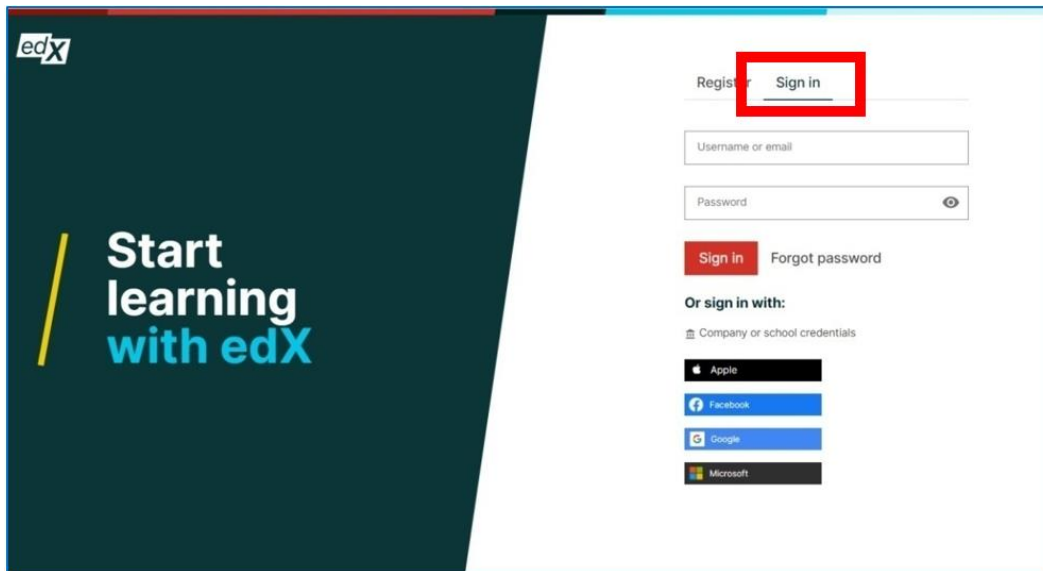 edX
Start
learning
with edX
Register Sign in
Username or email
Password
Sign in Forgot password
Or sign in with:
Company or school credentials
Apple
Facebook
Google
Microsoft